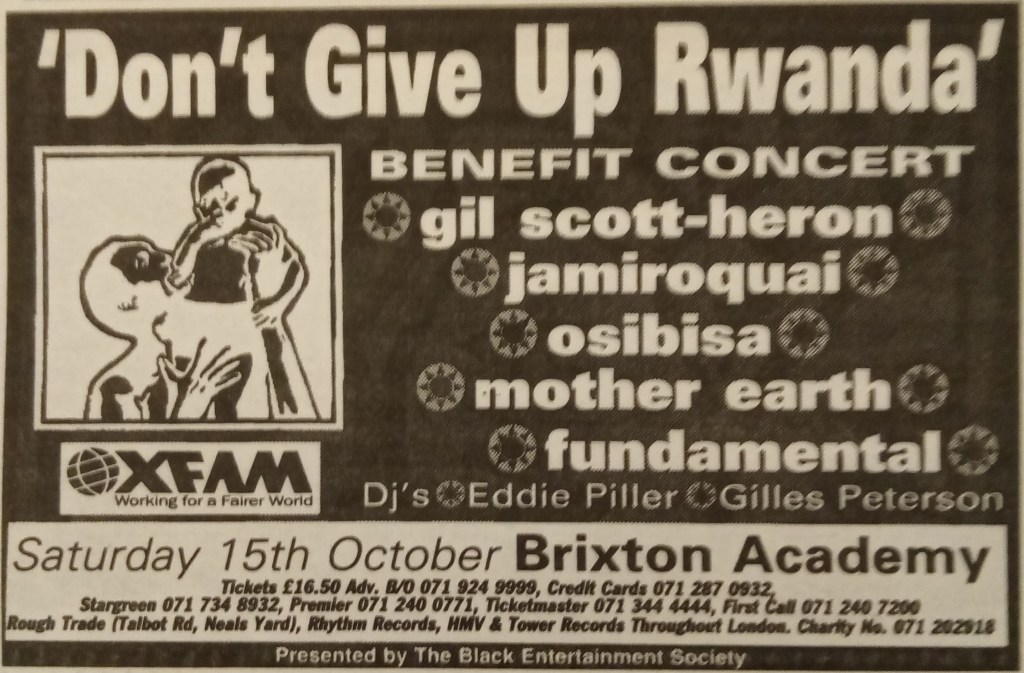 'Don't Give Up Rwanda'
BENEFIT CONCERT
gil scott-heron
jamiroquai
osibisa
mother earth
fundamental
Dj's Eddie Piller Gilles Peterson
OXFAM
Working for a Fairer World
Saturday 15th October Brixton Academy
Tickets £16.50 Adv. B/O 071 924 9999, Credit Cards 071 287 0932,
Stargreen 071 734 8932, Premier 071 240 0771, Ticketmaster 071 344 4444, First Call 071 240 7200
Rough Trade (Talbot Rd, Neals Yard), Rhythm Records, HMV & Tower Records Throughout London. Charity No. 071 202918
Presented by The Black Entertainment Society